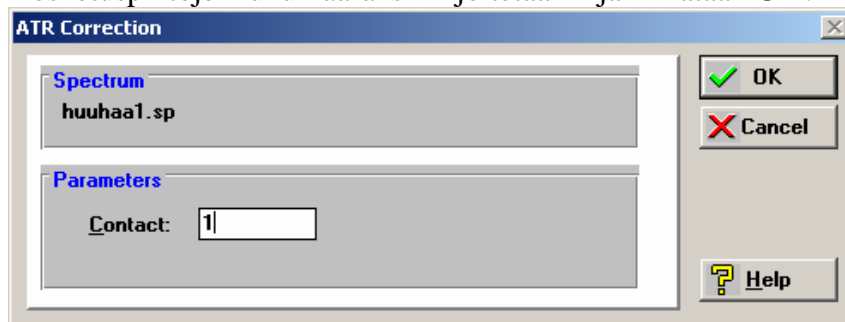 ATR Correction
Spectrum
huuhaa1.sp
Parameters
Contact: 1
OK
Cancel
Help